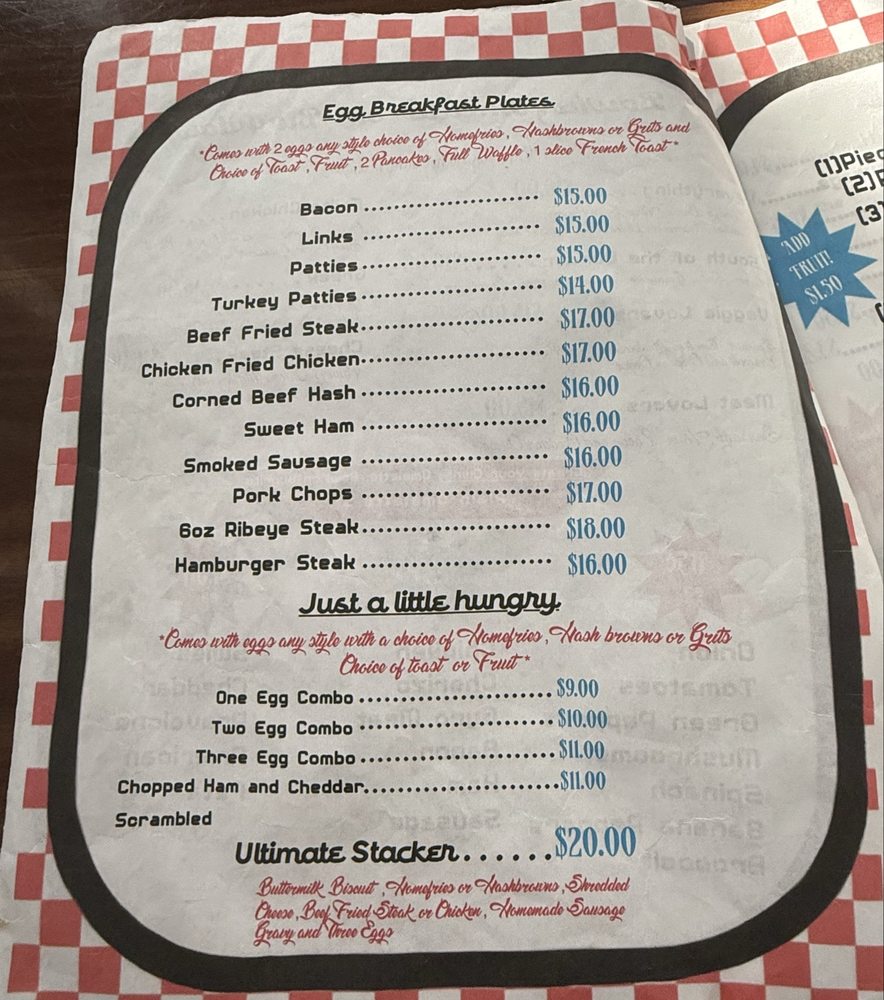 Egg Breakfast Plates
*Comes with 2 eggs any style choice of Homefries, Hashbrowns or Grits and
Choice of Toast, Fruit, 2 Pancakes, Full Waffle, 1 slice French Toast*
Bacon ........................ $15.00
Links ........................ $15.00
Patties ........................ $15.00
Turkey Patties ........................ $14.00
Beef Fried Steak ........................ $17.00
Chicken Fried Chicken ........................ $17.00
Corned Beef Hash ........................ $16.00
Sweet Ham ........................ $16.00
Smoked Sausage ........................ $16.00
Pork Chops ........................ $17.00
6oz Ribeye Steak ........................ $18.00
Hamburger Steak ........................ $16.00
Just a little hungry.
*Comes with eggs any style with a choice of Homefries, Hash browns or Grits
Choice of toast or Fruit*
One Egg Combo ........................ $9.00
Two Egg Combo ........................ $10.00
Three Egg Combo ........................ $11.00
Chopped Ham and Cheddar ........................ $11.00
Scrambled
Ultimate Stacker ...... $20.00
Buttermilk Biscuit, Homefries or Hashbrowns, Shredded
Cheese, Beef Fried Steak or Chicken, Homemade Sausage
Gravy and Three Eggs
(1)Piec
(2)
(3)
ADD
FRUIT!
$1.50